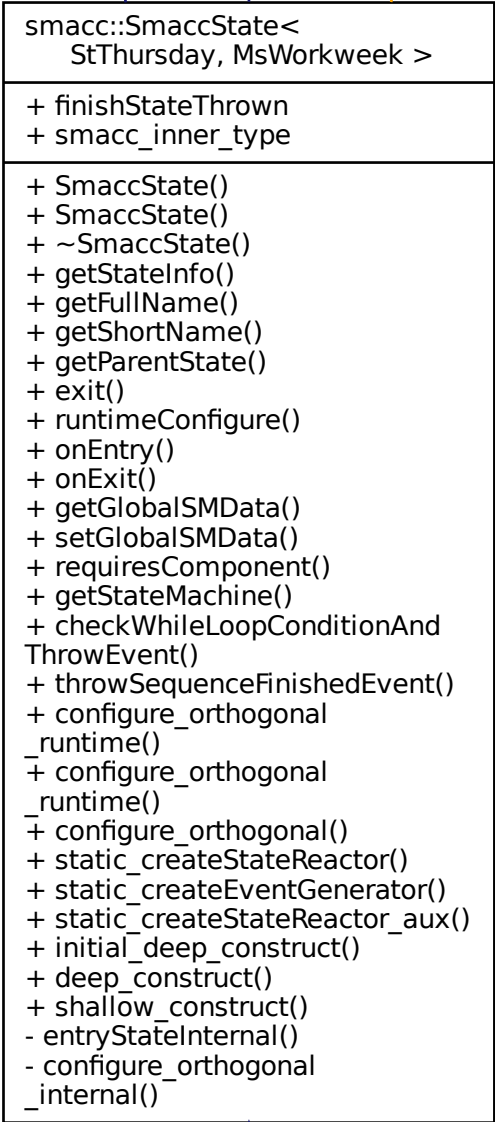 smacc::SmaccState<
StThursday, MsWorkweek >
+ finishStateThrown
+ smacc_inner_type
+ SmaccState()
+ SmaccState()
+ ~SmaccState()
+ getStateInfo()
+ getFullName()
+ getShortName()
+ getParentState()
+ exit()
+ runtimeConfigure()
+ onEntry()
+ onExit()
+ getGlobalSMData()
+ setGlobalSMData()
+ requiresComponent()
+ getStateMachine()
+ checkWhileLoopConditionAnd
ThrowEvent()
+ throwSequenceFinishedEvent()
+ configure_orthogonal
_runtime()
+ configure_orthogonal
_runtime()
+ configure_orthogonal()
+ static_createStateReactor()
+ static_createEventGenerator()
+ static_createStateReactor_aux()
+ initial_deep_construct()
+ deep_construct()
+ shallow_construct()
- entryStateInternal()
- configure_orthogonal
_internal()